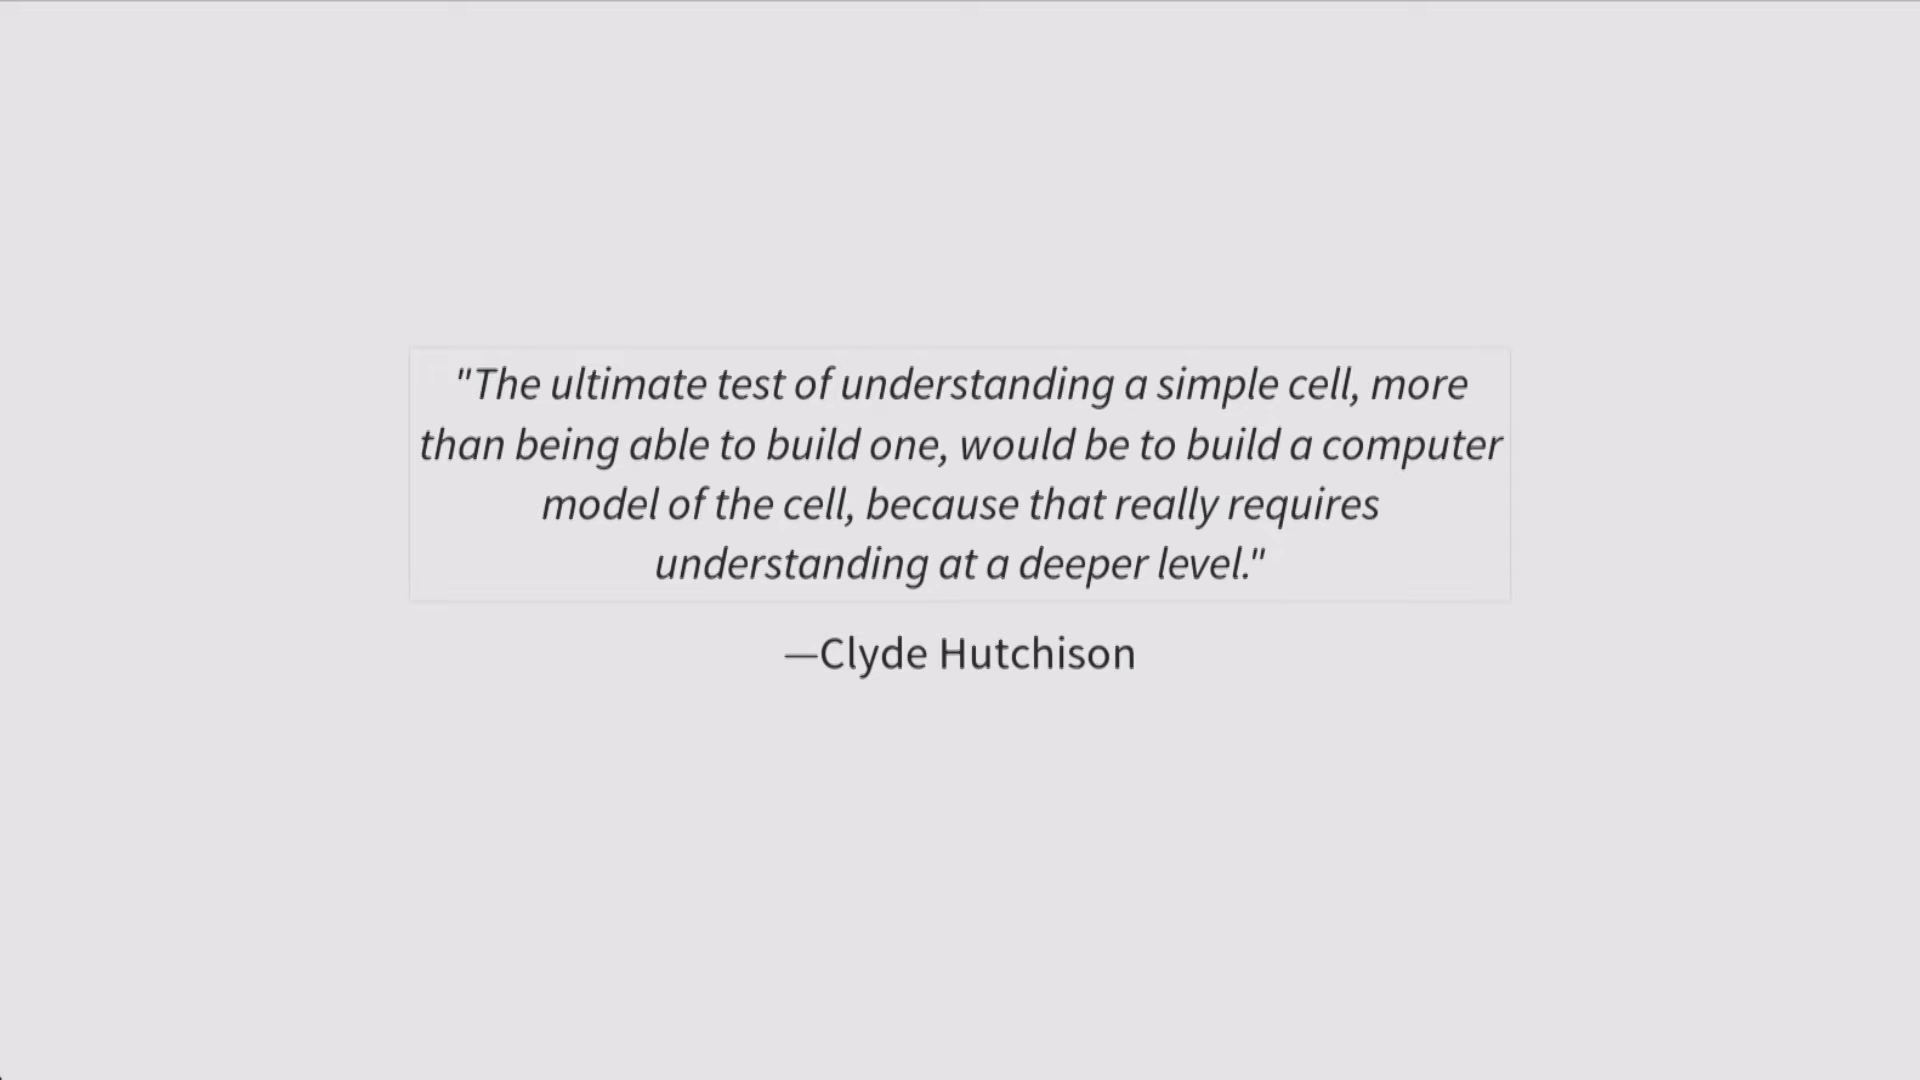 "The ultimate test of understanding a simple cell, more
than being able to build one, would be to build a computer
model of the cell, because that really requires
understanding at a deeper level."
—Clyde Hutchison